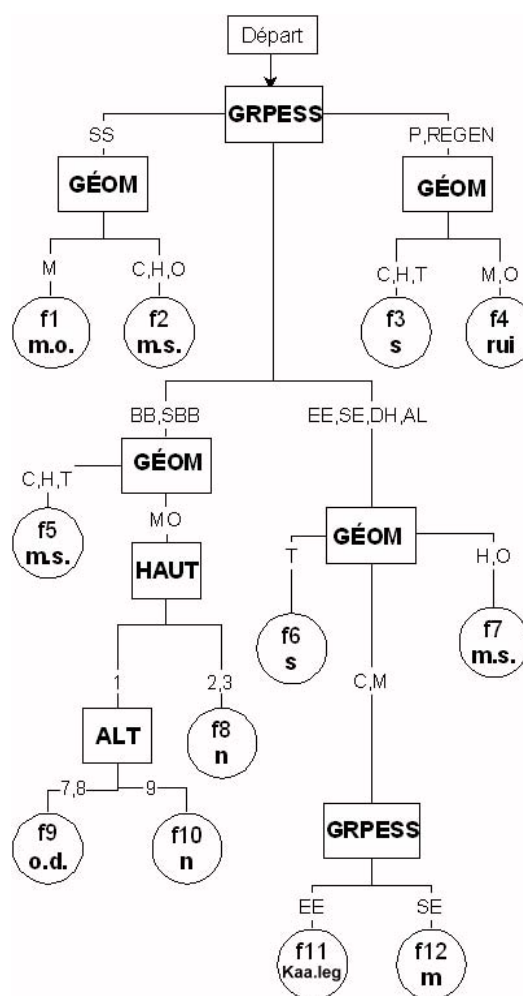 Départ
GRPESS
SS
P,REGEN
GÉOM
GÉOM
M
C,H,O
C,H,T
M,O
f1
m.o.
f2
m.s.
f3
s
f4
rui
BB,SBB
EE,SE,DH,AL
GÉOM
C,H,T
M O
f5
m.s.
HAUT
GÉOM
T
H,O
f6
s
f7
m.s.
1
2,3
C,M
ALT
f8
n
7,8
9
f9
o.d.
f10
n
GRPESS
EE
SE
f11
Kaa.leg
f12
m